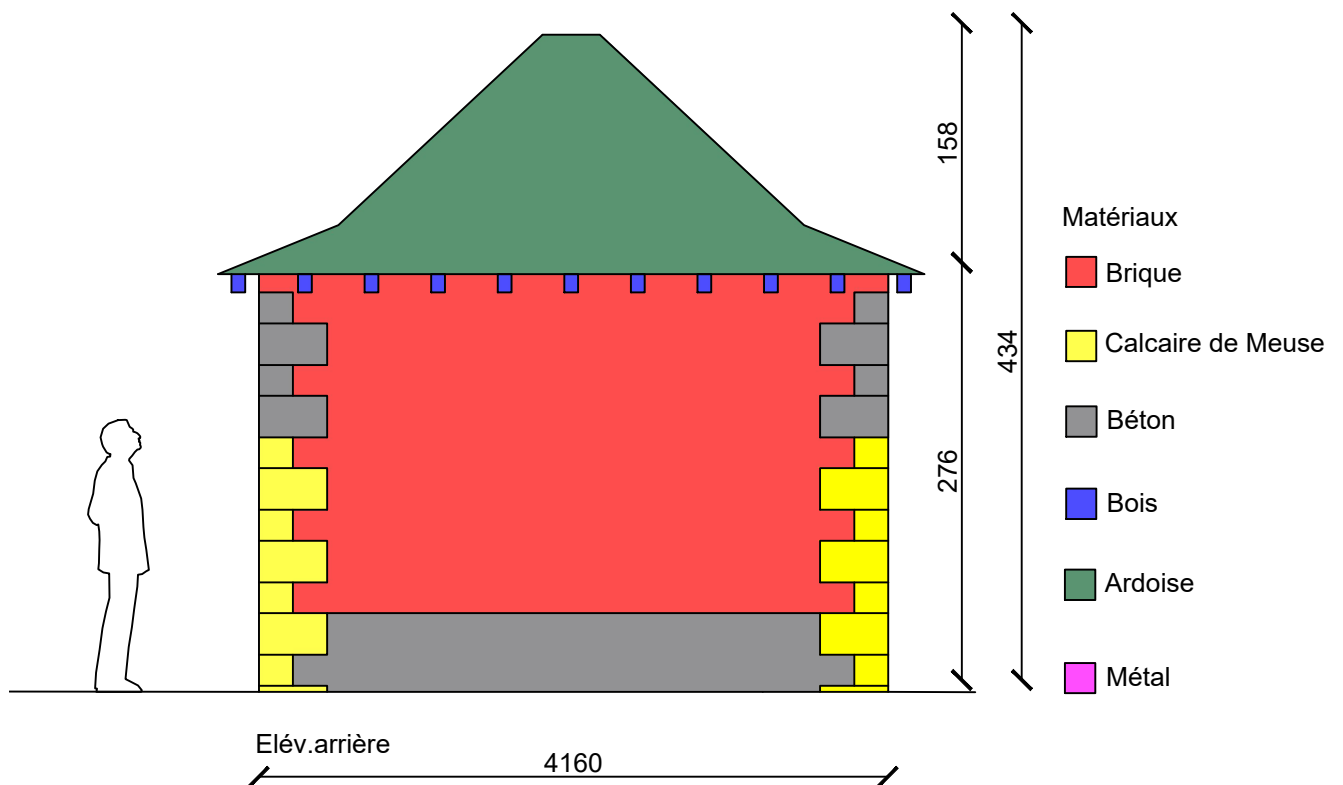 158
434
276
Matériaux
Brique
Calcaire de Meuse
Béton
Bois
Ardoise
Métal
Elév.arrière
4160